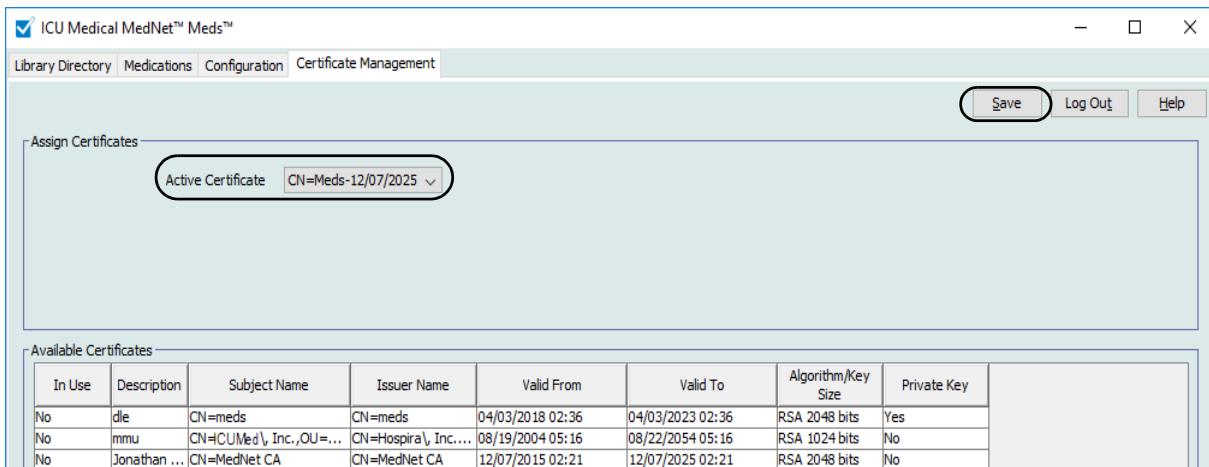 ICU Medical MedNet™ Meds™
Library Directory Medications Configuration Certificate Management
Save Log Out Help
Assign Certificates
Active Certificate CN=Meds-12/07/2025
Available Certificates
In Use Description Subject Name Issuer Name Valid From Valid To Algorithm/Key Size Private Key
No dle CN=meds CN=meds 04/03/2018 02:36 04/03/2023 02:36 RSA 2048 bits Yes
No mmu CN=ICUMed\, Inc.,OU=... CN=Hospira\, Inc.... 08/19/2004 05:16 08/22/2054 05:16 RSA 1024 bits No
No Jonathan ... CN=MedNet CA CN=MedNet CA 12/07/2015 02:21 12/07/2025 02:21 RSA 2048 bits No